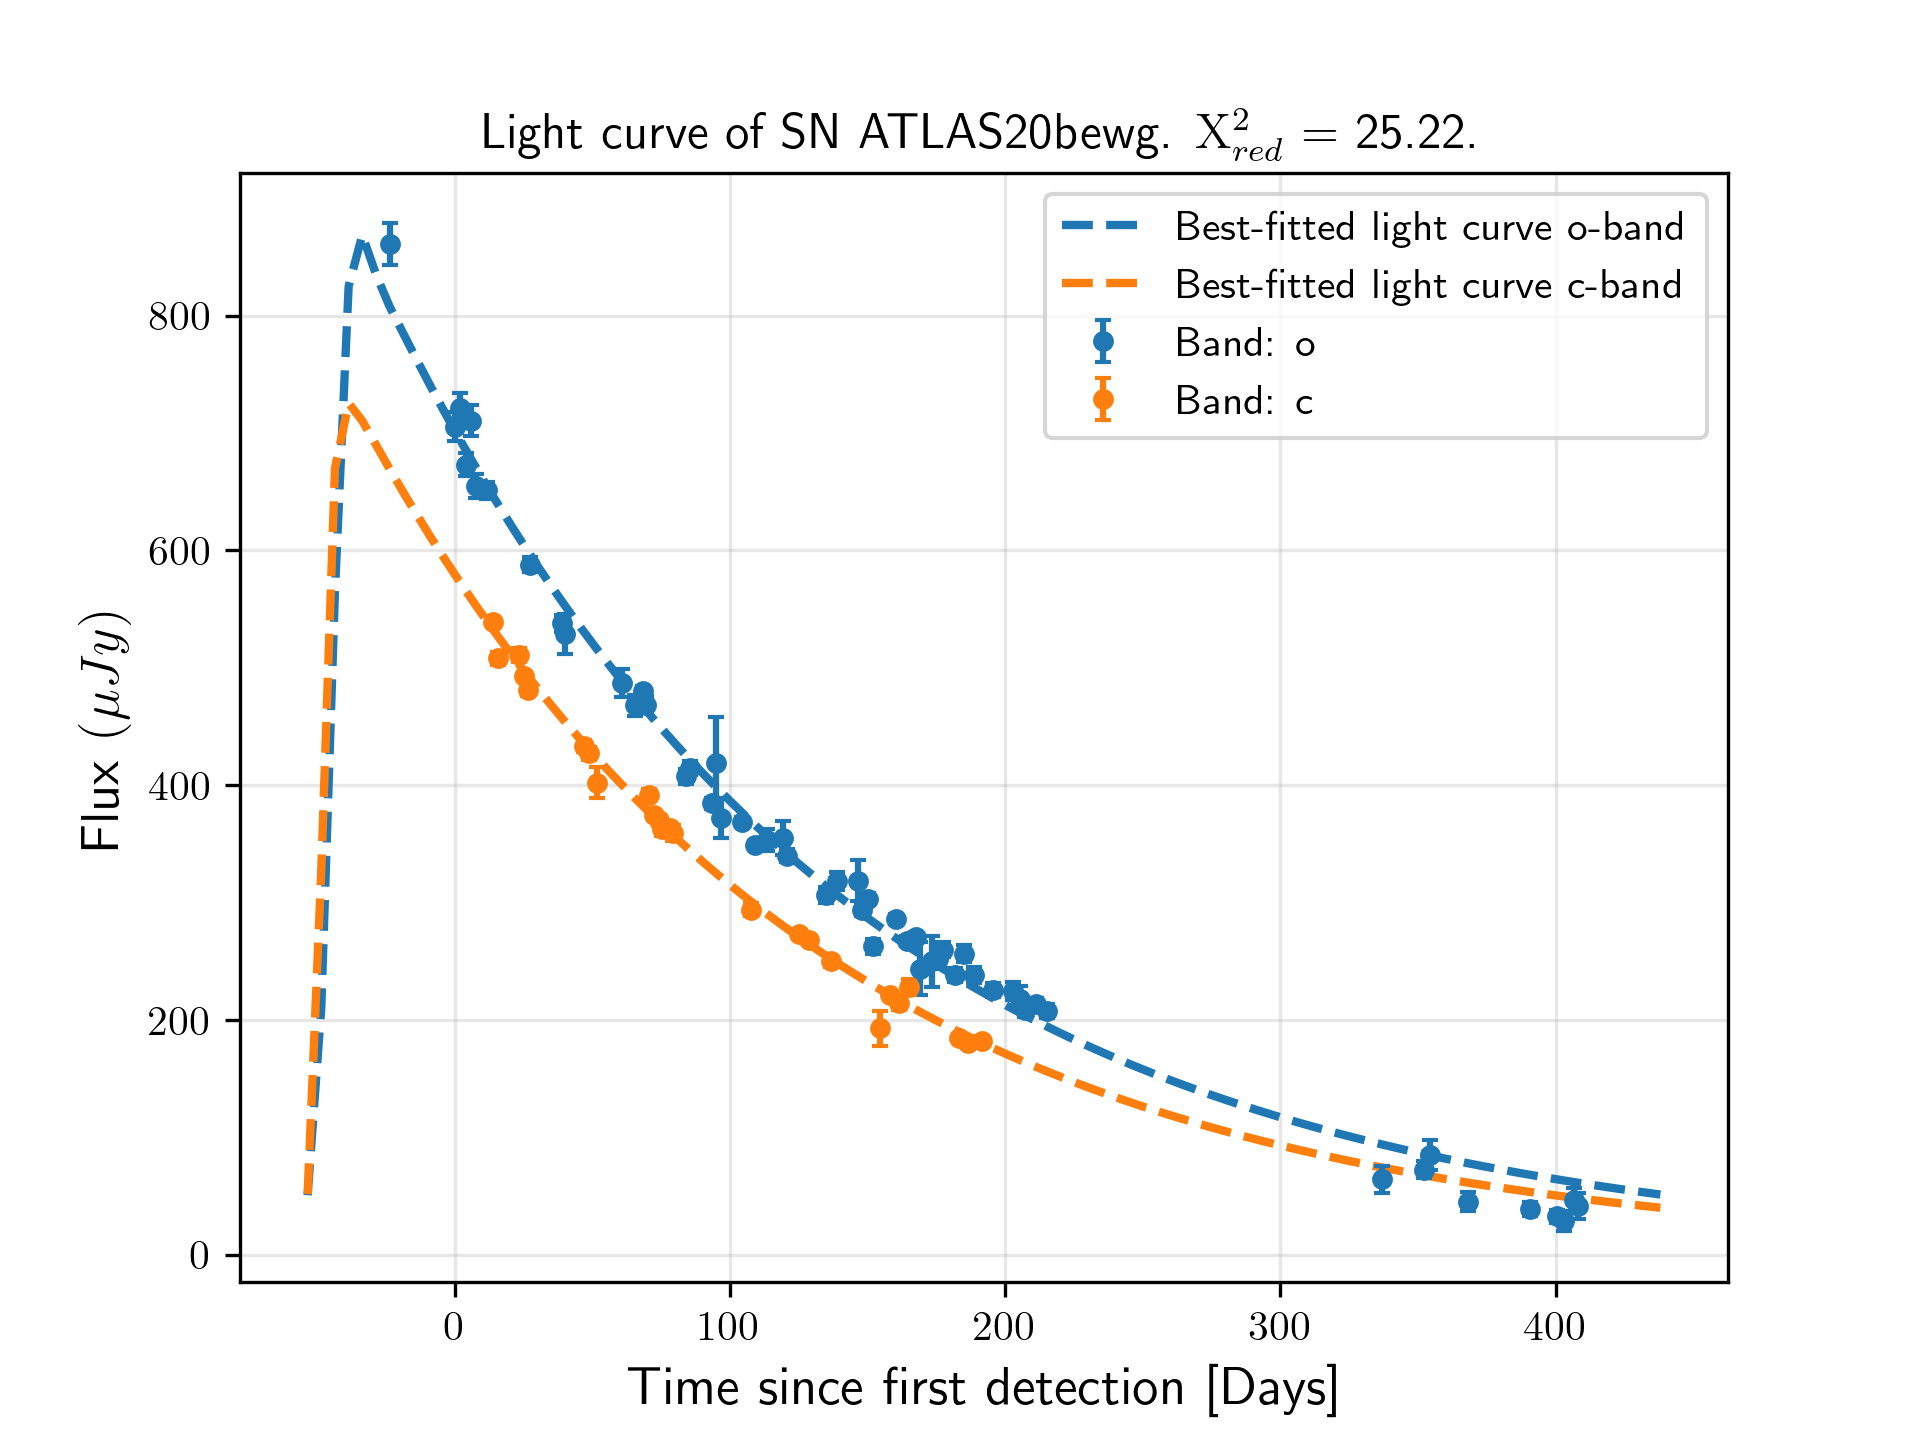 Light curve of SN ATLAS20bewg. X²_red = 25.22.
Best-fitted light curve o-band
Best-fitted light curve c-band
Band: o
Band: c
Flux (μJy)
800
600
400
200
0
0 100 200 300 400
Time since first detection [Days]